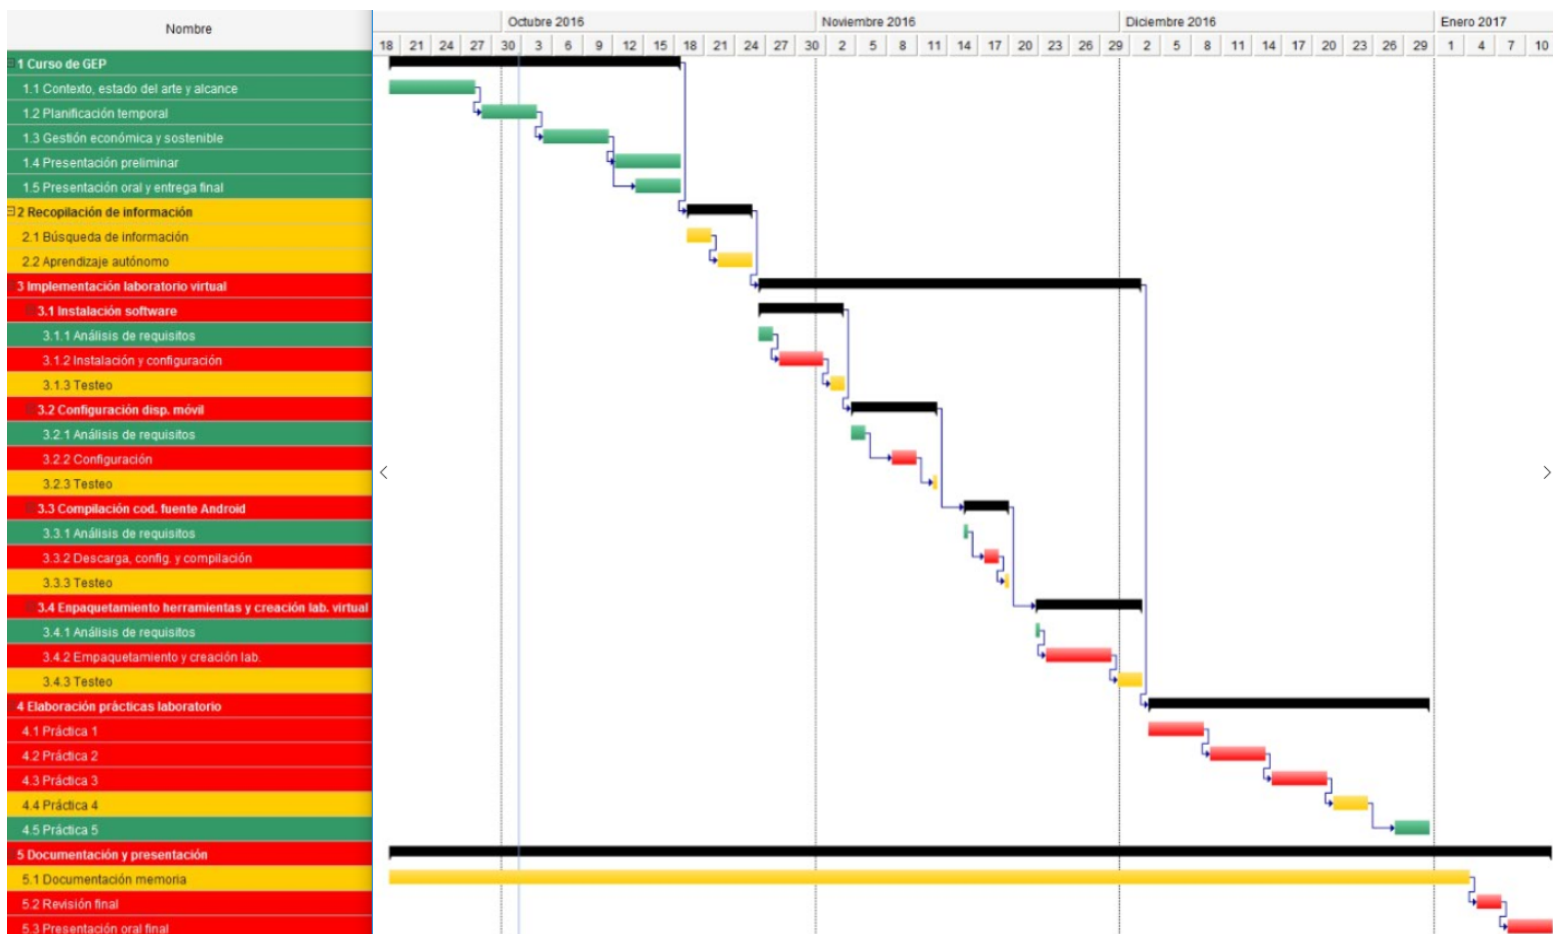 Nombre
Octubre 2016
Noviembre 2016
Diciembre 2016
Enero 2017
18 21 24 27 30 3 6 9 12 15 18 21 24 27 30 2 5 8 11 14 17 20 23 26 29 2 5 8 11 14 17 20 23 26 29 1 4 7 10
1 Curso de GEP
1.1 Contexto, estado del arte y alcance
1.2 Planificación temporal
1.3 Gestión económica y sostenible
1.4 Presentación preliminar
1.5 Presentación oral y entrega final
2 Recopilación de información
2.1 Búsqueda de información
2.2 Aprendizaje autónomo
3 Implementación laboratorio virtual
3.1 Instalación software
3.1.1 Análisis de requisitos
3.1.2 Instalación y configuración
3.1.3 Testeo
3.2 Configuración disp. móvil
3.2.1 Análisis de requisitos
3.2.2 Configuración
3.2.3 Testeo
3.3 Compilación cod. fuente Android
3.3.1 Análisis de requisitos
3.3.2 Descarga, config. y compilación
3.3.3 Testeo
3.4 Enpaquetamiento herramientas y creación lab. virtual
3.4.1 Análisis de requisitos
3.4.2 Empaquetamiento y creación lab.
3.4.3 Testeo
4 Elaboración prácticas laboratorio
4.1 Práctica 1
4.2 Práctica 2
4.3 Práctica 3
4.4 Práctica 4
4.5 Práctica 5
5 Documentación y presentación
5.1 Documentación memoria
5.2 Revisión final
5.3 Presentación oral final